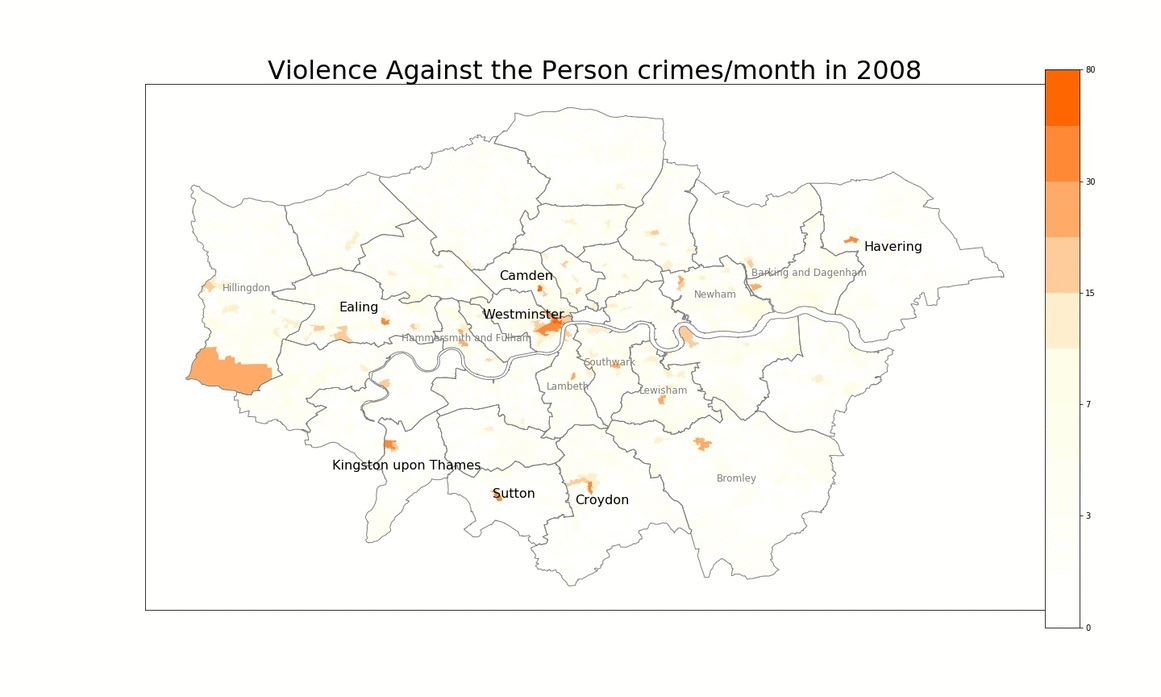 Violence Against the Person crimes/month in 2008
80
30
15
7
3
0
Havering
Camden
Barking and Dagenham
Hillingdon
Newham
Ealing
Westminster
Hammersmith and Fulham
Southwark
Lambeth
Lewisham
Kingston upon Thames
Bromley
Sutton
Croydon